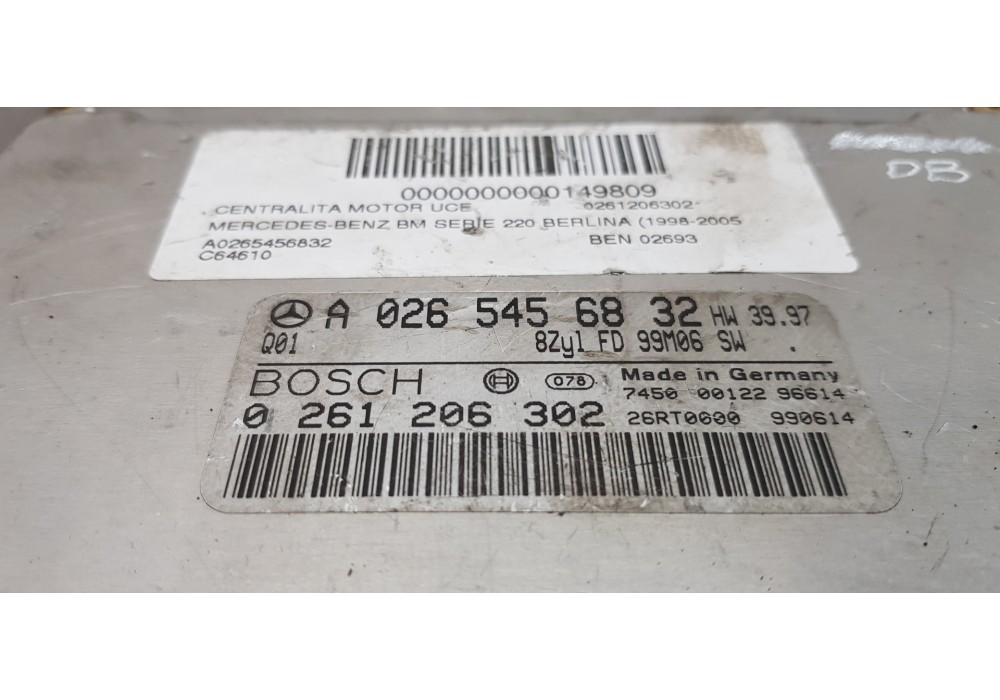 DB
0000000000149809
CENTRALITA MOTOR UCE 0261206302
MERCEDES-BENZ BM SERIE 220 BERLINA (1998-2005
A0265456832 BEN 02693
C64610
A 026 545 68 32 HW 39.97
Q01 8Zyl FD 99M06 SW .
BOSCH 078 Made in Germany
7450 00122 96614
0 261 206 302 26RT0600 990614